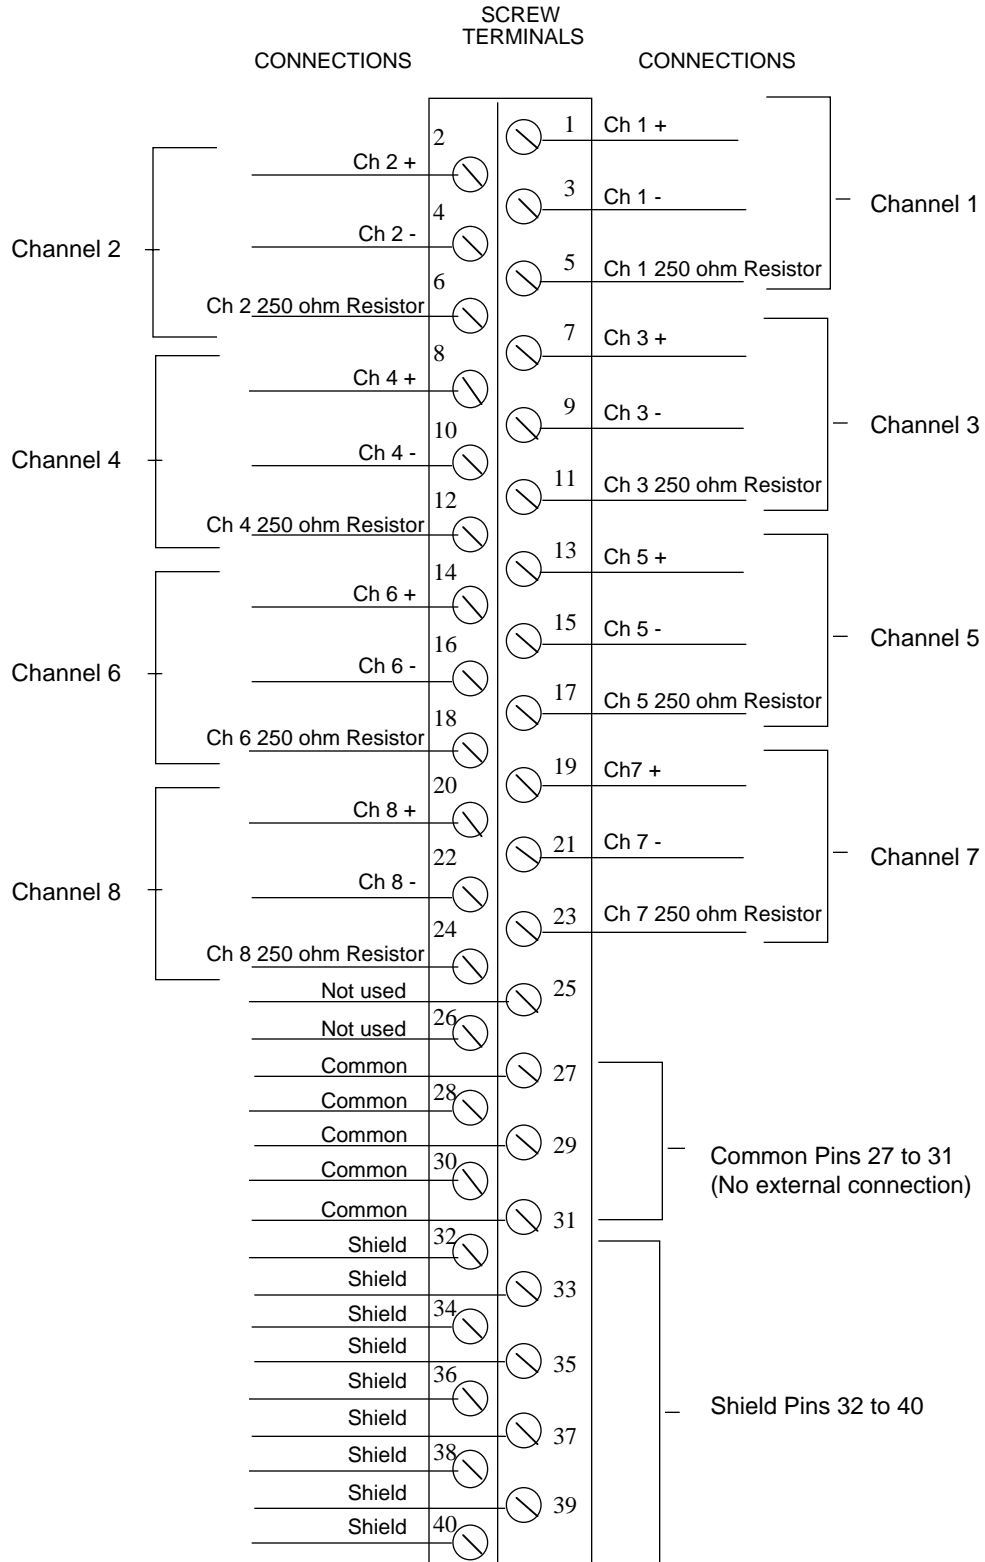 SCREW
TERMINALS
CONNECTIONS
CONNECTIONS
1 Ch 1 +
2
Ch 2 +
3 Ch 1 -
Channel 1
4
Ch 2 -
Channel 2
5 Ch 1 250 ohm Resistor
6
Ch 2 250 ohm Resistor
7 Ch 3 +
8
Ch 4 +
9 Ch 3 -
Channel 3
10
Ch 4 -
Channel 4
11 Ch 3 250 ohm Resistor
12
Ch 4 250 ohm Resistor
13 Ch 5 +
14
Ch 6 +
15 Ch 5 -
Channel 5
16
Ch 6 -
Channel 6
17 Ch 5 250 ohm Resistor
18
Ch 6 250 ohm Resistor
19 Ch7 +
20
Ch 8 +
21 Ch 7 -
Channel 7
22
Ch 8 -
Channel 8
23 Ch 7 250 ohm Resistor
24
Ch 8 250 ohm Resistor
Not used 25
Not used 26
Common 27
Common 28
Common 29
Common Pins 27 to 31
(No external connection)
Common 30
Common 31
Shield 32
Shield 33
Shield 34
Shield 35
Shield 36
Shield Pins 32 to 40
Shield 37
Shield 38
Shield 39
Shield 40